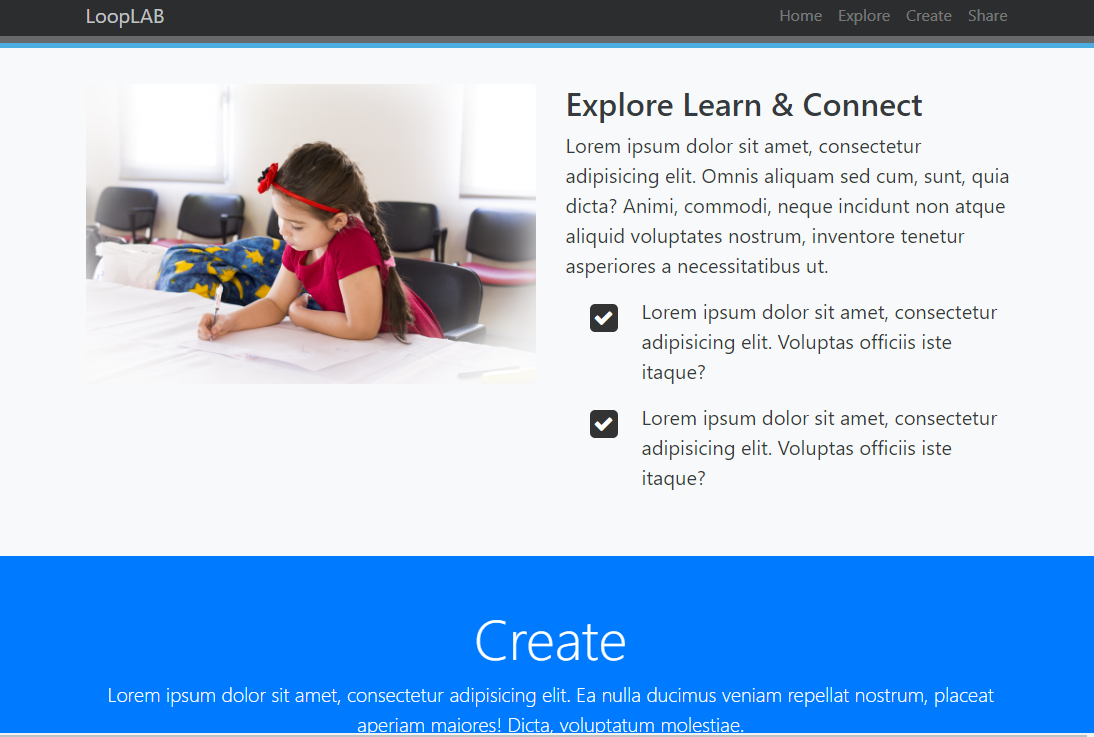 LoopLAB
Home Explore Create Share
Explore Learn & Connect
Lorem ipsum dolor sit amet, consectetur
adipisicing elit. Omnis aliquam sed cum, sunt, quia
dicta? Animi, commodi, neque incidunt non atque
aliquid voluptates nostrum, inventore tenetur
asperiores a necessitatibus ut.
Lorem ipsum dolor sit amet, consectetur
adipisicing elit. Voluptas officiis iste
itaque?
Lorem ipsum dolor sit amet, consectetur
adipisicing elit. Voluptas officiis iste
itaque?
Create
Lorem ipsum dolor sit amet, consectetur adipisicing elit. Ea nulla ducimus veniam repellat nostrum, placeat
aperiam maiores! Dicta, voluptatum molestiae.